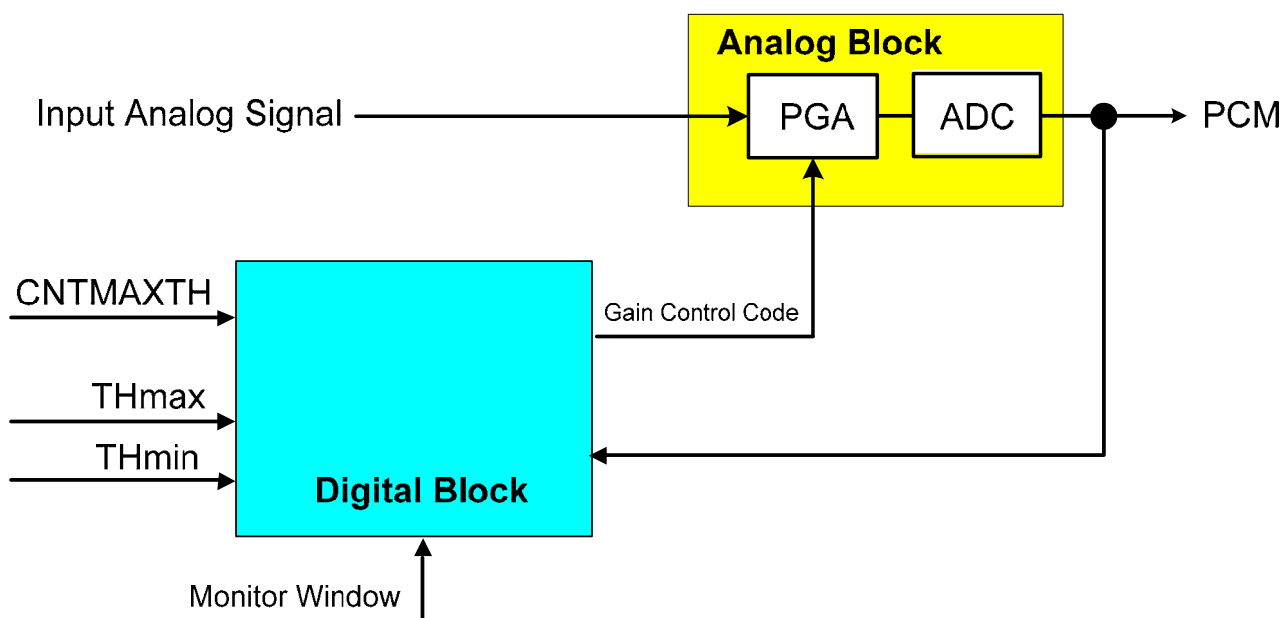 Analog Block
Input Analog Signal
PGA
ADC
PCM
CNTMAXTH
Gain Control Code
THmax
THmin
Digital Block
Monitor Window